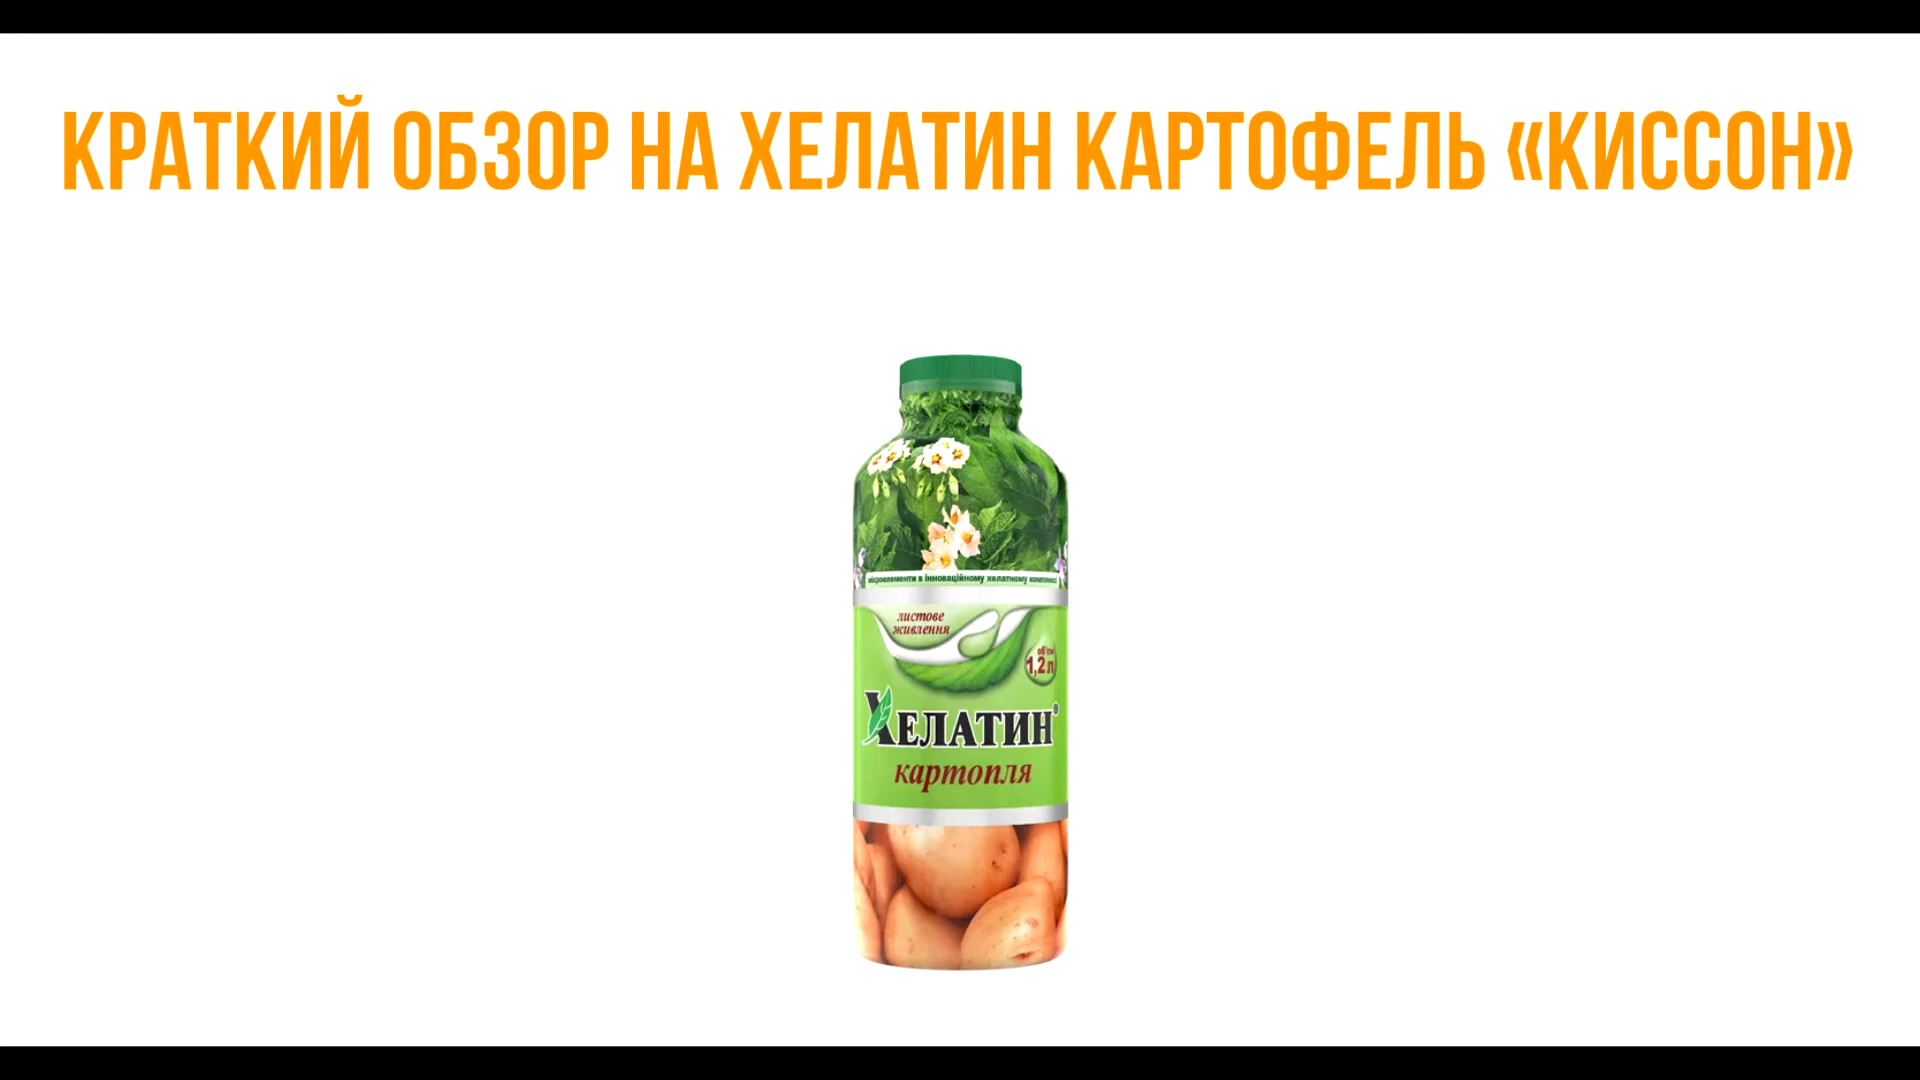 КРАТКИЙ ОБЗОР НА ХЕЛАТИН КАРТОФЕЛЬ «КИССОН»
мікроелементи в інноваційному хелатному комплексі
листове
живлення
об'єм
1,2 л
ХЕЛАТИН®
картопля